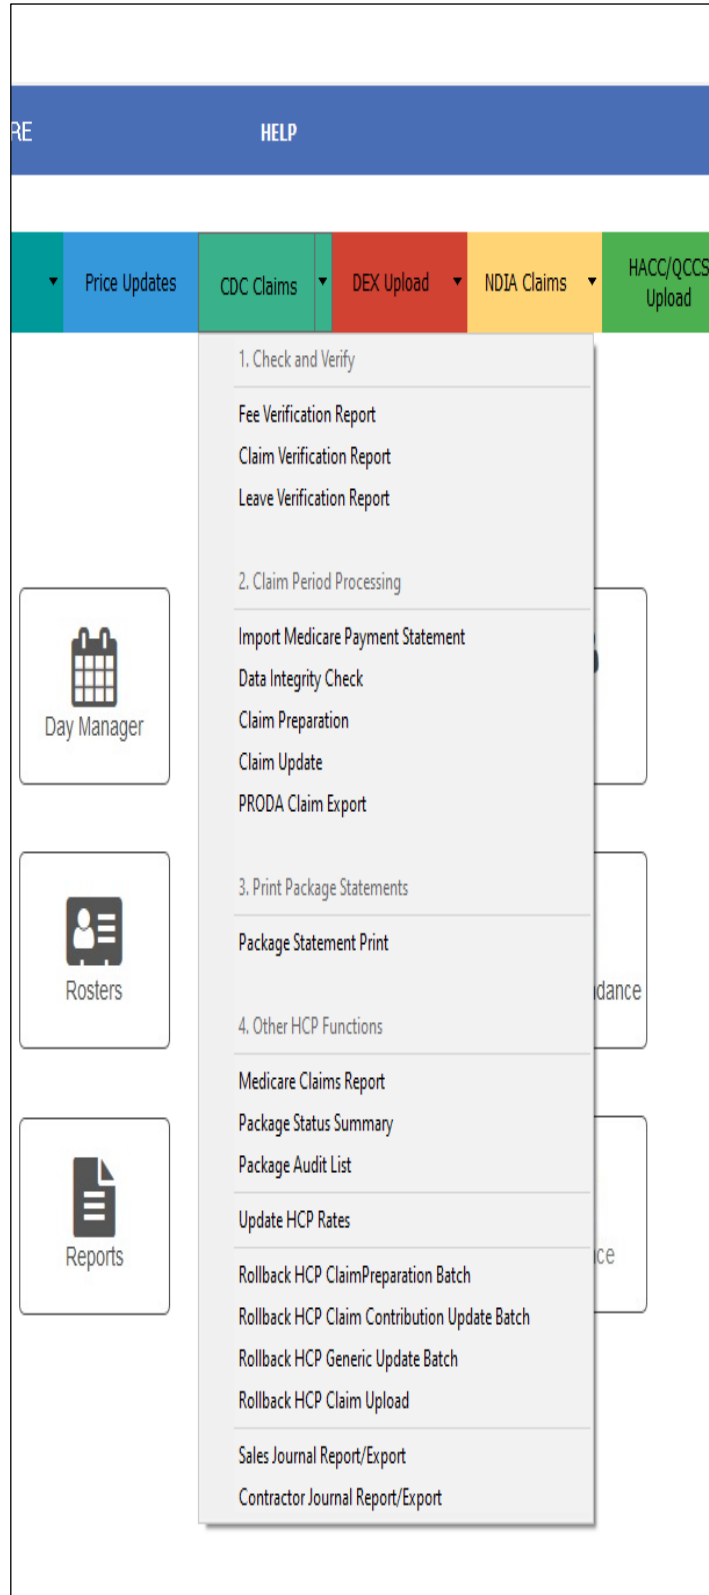 RE
HELP
Price Updates
CDC Claims
DEX Upload
NDIA Claims
HACC/QCCS
Upload
1. Check and Verify
Fee Verification Report
Claim Verification Report
Leave Verification Report
2. Claim Period Processing
Import Medicare Payment Statement
Data Integrity Check
Claim Preparation
Claim Update
PRODA Claim Export
3. Print Package Statements
Package Statement Print
4. Other HCP Functions
Medicare Claims Report
Package Status Summary
Package Audit List
Update HCP Rates
Rollback HCP ClaimPreparation Batch
Rollback HCP Claim Contribution Update Batch
Rollback HCP Generic Update Batch
Rollback HCP Claim Upload
Sales Journal Report/Export
Contractor Journal Report/Export
Day Manager
Rosters
dance
Reports
ce